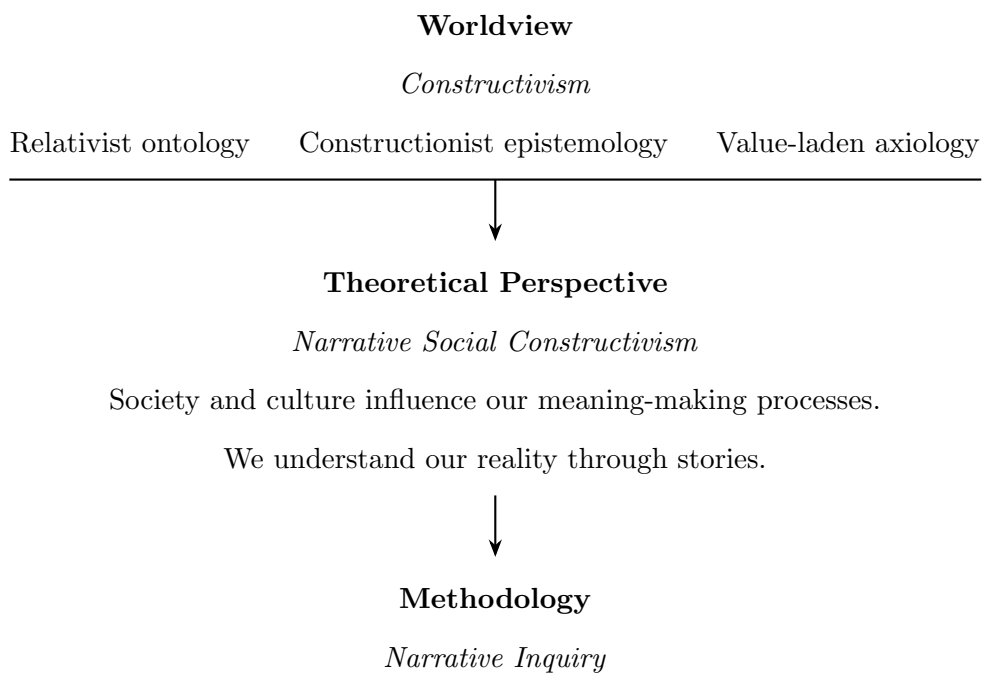 Worldview
Constructivism
Relativist ontology Constructionist epistemology Value-laden axiology
Theoretical Perspective
Narrative Social Constructivism
Society and culture influence our meaning-making processes.
We understand our reality through stories.
Methodology
Narrative Inquiry